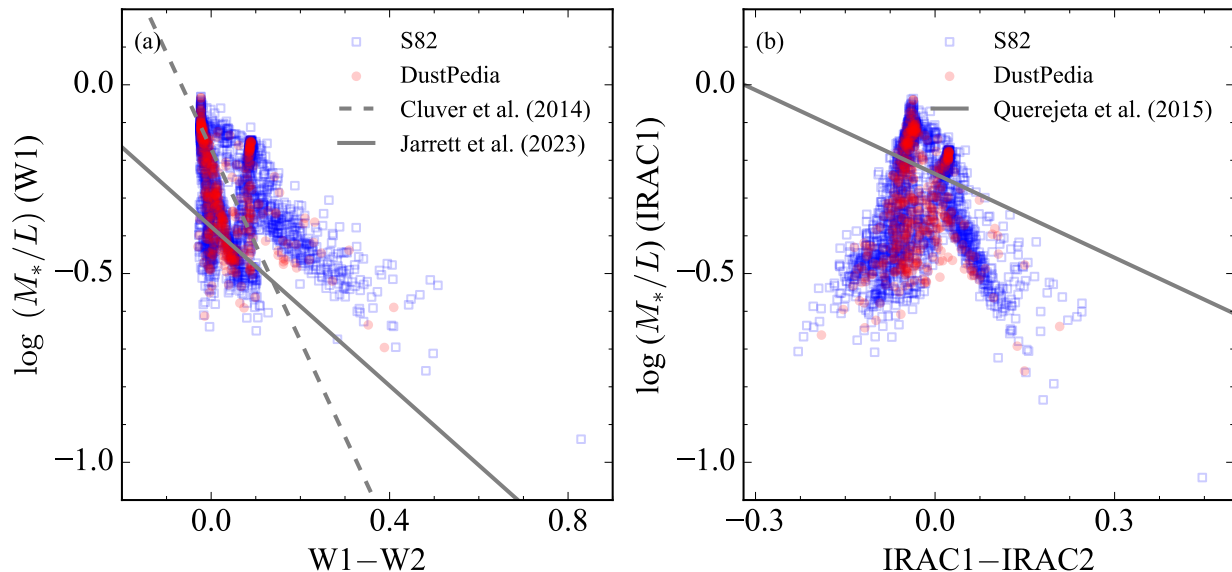 (a)
S82
DustPedia
Cluver et al. (2014)
Jarrett et al. (2023)
0.0
−0.5
−1.0
log (M*/L) (W1)
0.0
0.4
0.8
W1−W2
(b)
S82
DustPedia
Querejeta et al. (2015)
0.0
−0.5
−1.0
log (M*/L) (IRAC1)
−0.3
0.0
0.3
IRAC1−IRAC2